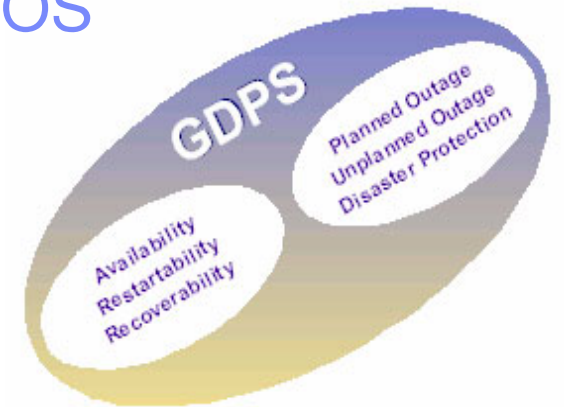 OS
GDPS
Planned Outage
Unplanned Outage
Disaster Protection
Availability
Restartability
Recoverability